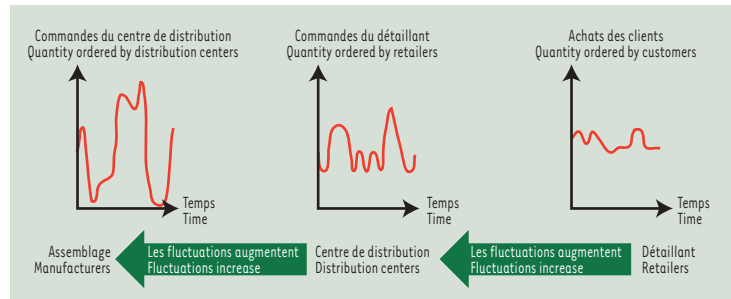 Commandes du centre de distribution
Quantity ordered by distribution centers
Commandes du détaillant
Quantity ordered by retailers
Achats des clients
Quantity ordered by customers
Temps
Time
Temps
Time
Temps
Time
Assemblage
Manufacturers
Les fluctuations augmentent
Fluctuations increase
Centre de distribution
Distribution centers
Les fluctuations augmentent
Fluctuations increase
Détaillant
Retailers